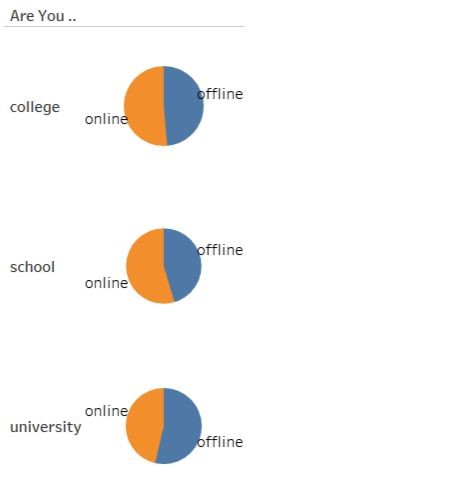 Are You ..
offline
college
online
offline
school
online
online
university
offline